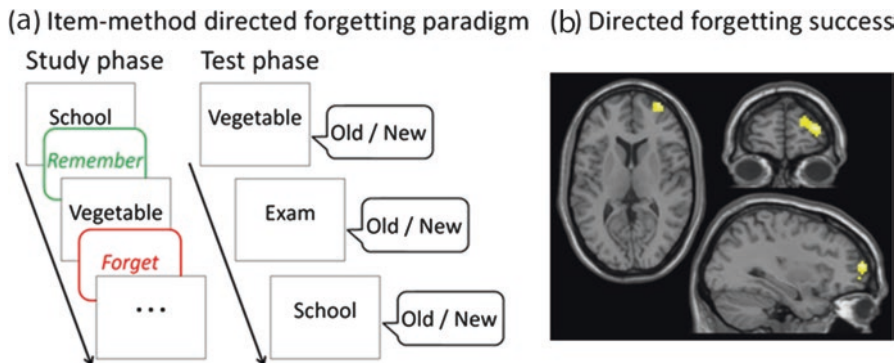 (a) Item-method directed forgetting paradigm
Study phase
School
Remember
Vegetable
Forget
...
Test phase
Vegetable
Old / New
Exam
Old / New
School
Old / New
(b) Directed forgetting success